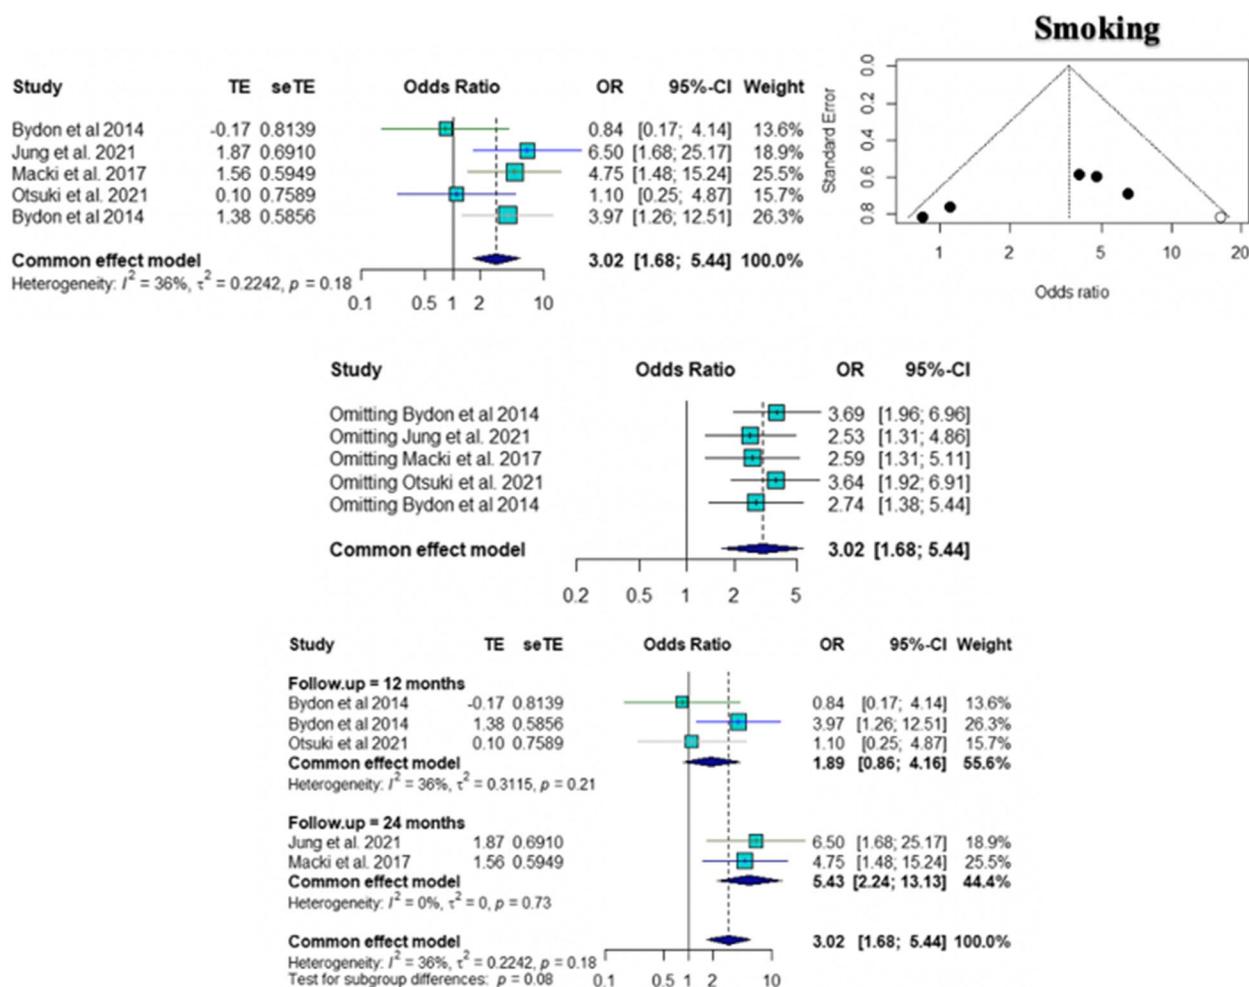 Smoking
Study TE seTE Odds Ratio OR 95%-CI Weight
Bydon et al 2014 -0.17 0.8139 0.84 [0.17; 4.14] 13.6%
Jung et al. 2021 1.87 0.6910 6.50 [1.68; 25.17] 18.9%
Macki et al. 2017 1.56 0.5949 4.75 [1.48; 15.24] 25.5%
Otsuki et al. 2021 0.10 0.7589 1.10 [0.25; 4.87] 15.7%
Bydon et al 2014 1.38 0.5856 3.97 [1.26; 12.51] 26.3%
Common effect model 3.02 [1.68; 5.44] 100.0%
Heterogeneity: I² = 36%, τ² = 0.2242, p = 0.18
0.1 0.5 1 2 10
Standard Error
0.0
0.2
0.4
0.6
0.8
1 2 5 10 20
Odds ratio
Study Odds Ratio OR 95%-CI
Omitting Bydon et al 2014 3.69 [1.96; 6.96]
Omitting Jung et al. 2021 2.53 [1.31; 4.86]
Omitting Macki et al. 2017 2.59 [1.31; 5.11]
Omitting Otsuki et al. 2021 3.64 [1.92; 6.91]
Omitting Bydon et al 2014 2.74 [1.38; 5.44]
Common effect model 3.02 [1.68; 5.44]
0.2 0.5 1 2 5
Study TE seTE Odds Ratio OR 95%-CI Weight
Follow.up = 12 months
Bydon et al 2014 -0.17 0.8139 0.84 [0.17; 4.14] 13.6%
Bydon et al 2014 1.38 0.5856 3.97 [1.26; 12.51] 26.3%
Otsuki et al 2021 0.10 0.7589 1.10 [0.25; 4.87] 15.7%
Common effect model 1.89 [0.86; 4.16] 55.6%
Heterogeneity: I² = 36%, τ² = 0.3115, p = 0.21
Follow.up = 24 months
Jung et al. 2021 1.87 0.6910 6.50 [1.68; 25.17] 18.9%
Macki et al. 2017 1.56 0.5949 4.75 [1.48; 15.24] 25.5%
Common effect model 5.43 [2.24; 13.13] 44.4%
Heterogeneity: I² = 0%, τ² = 0, p = 0.73
Common effect model 3.02 [1.68; 5.44] 100.0%
Heterogeneity: I² = 36%, τ² = 0.2242, p = 0.18
Test for subgroup differences: p = 0.08
0.1 0.5 1 2 10